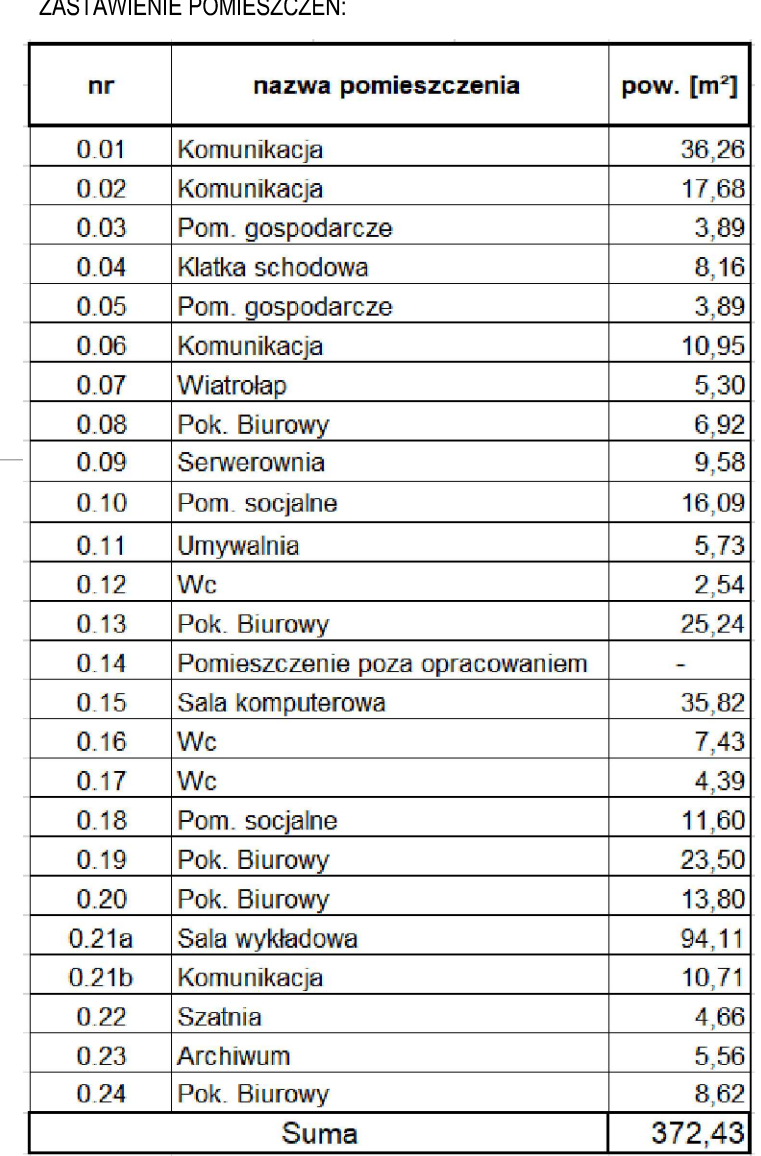 ZASTAWIENIE POMIESZCZEŃ:
nr nazwa pomieszczenia pow. [m²]
0.01 Komunikacja 36,26
0.02 Komunikacja 17,68
0.03 Pom. gospodarcze 3,89
0.04 Klatka schodowa 8,16
0.05 Pom. gospodarcze 3,89
0.06 Komunikacja 10,95
0.07 Wiatrołap 5,30
0.08 Pok. Biurowy 6,92
0.09 Serwerownia 9,58
0.10 Pom. socjalne 16,09
0.11 Umywalnia 5,73
0.12 Wc 2,54
0.13 Pok. Biurowy 25,24
0.14 Pomieszczenie poza opracowaniem -
0.15 Sala komputerowa 35,82
0.16 Wc 7,43
0.17 Wc 4,39
0.18 Pom. socjalne 11,60
0.19 Pok. Biurowy 23,50
0.20 Pok. Biurowy 13,80
0.21a Sala wykładowa 94,11
0.21b Komunikacja 10,71
0.22 Szatnia 4,66
0.23 Archiwum 5,56
0.24 Pok. Biurowy 8,62
Suma 372,43